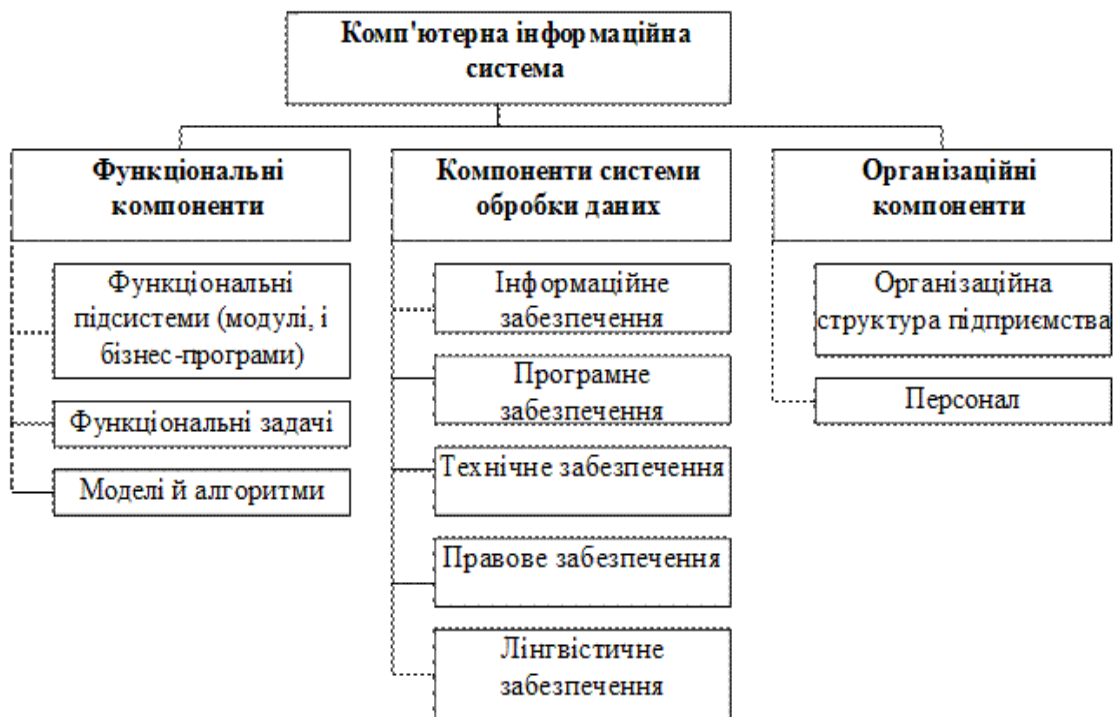 Комп'ютерна інформаційна
система
Функціональні
компоненти
Функціональні
підсистеми (модулі, і
бізнес-програми)
Функціональні задачі
Моделі й алгоритми
Компоненти системи
обробки даних
Інформаційне
забезпечення
Програмне
забезпечення
Технічне забезпечення
Правове забезпечення
Лінгвістичне
забезпечення
Організаційні
компоненти
Організаційна
структура підприємства
Персонал